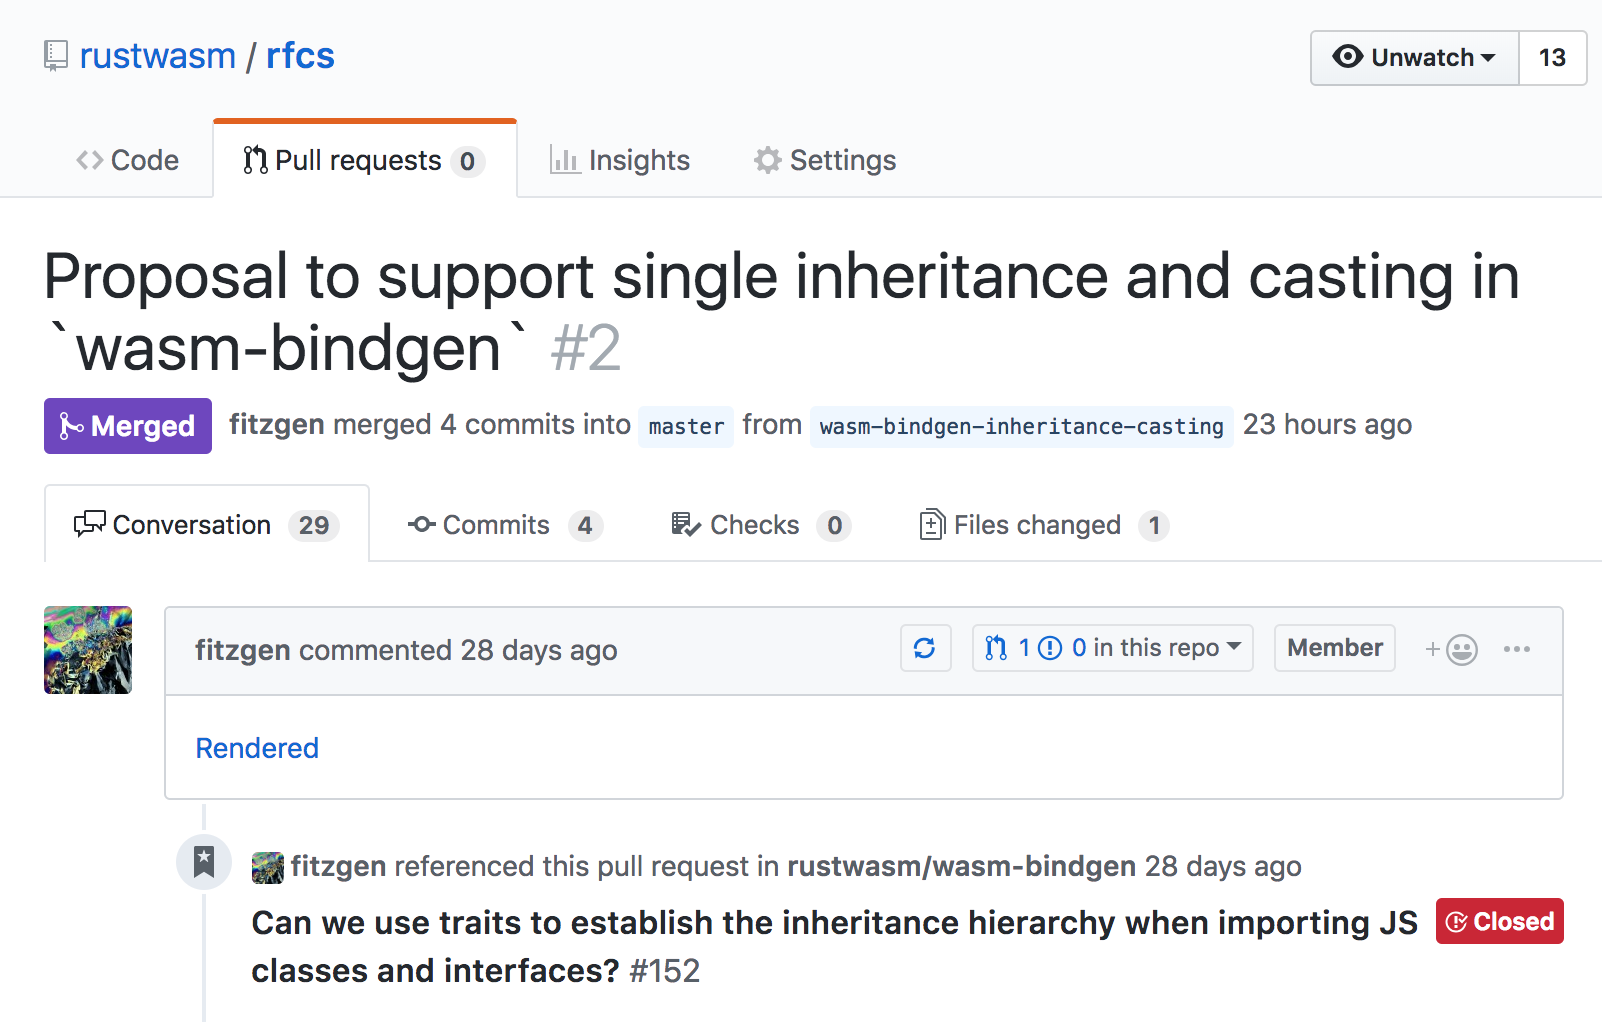 rustwasm / rfcs
Unwatch 13
Code Pull requests 0 Insights Settings
Proposal to support single inheritance and casting in
`wasm-bindgen` #2
Merged fitzgen merged 4 commits into master from wasm-bindgen-inheritance-casting 23 hours ago
Conversation 29 Commits 4 Checks 0 Files changed 1
fitzgen commented 28 days ago 1 0 in this repo Member + ...
Rendered
fitzgen referenced this pull request in rustwasm/wasm-bindgen 28 days ago
Can we use traits to establish the inheritance hierarchy when importing JS Closed
classes and interfaces? #152